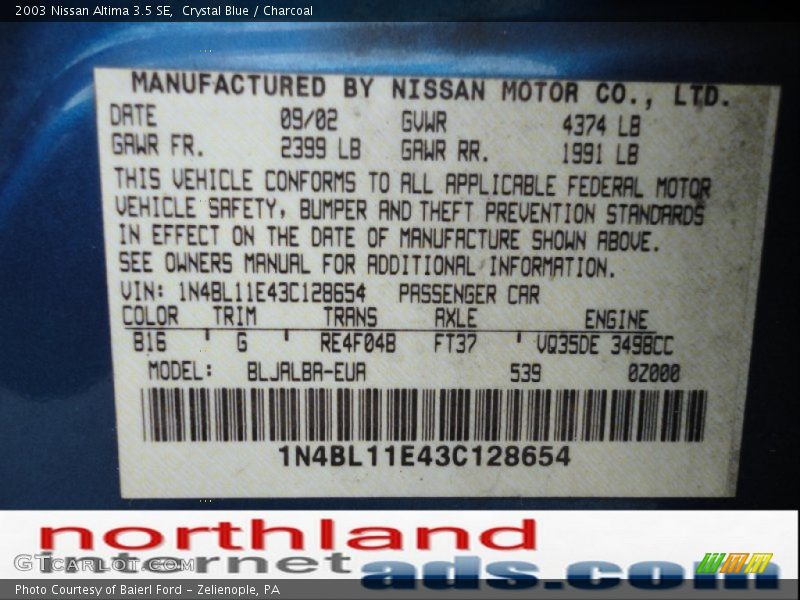 2003 Nissan Altima 3.5 SE,  Crystal Blue / Charcoal
MANUFACTURED BY NISSAN MOTOR CO., LTD.
DATE 09/02 GVWR 4374 LB
GAWR FR. 2399 LB GAWR RR. 1991 LB
THIS VEHICLE CONFORMS TO ALL APPLICABLE FEDERAL MOTOR
VEHICLE SAFETY, BUMPER AND THEFT PREVENTION STANDARDS
IN EFFECT ON THE DATE OF MANUFACTURE SHOWN ABOVE.
SEE OWNERS MANUAL FOR ADDITIONAL INFORMATION.
VIN: 1N4BL11E43C128654 PASSENGER CAR
COLOR TRIM TRANS AXLE ENGINE
B16 G RE4F04B FT37 VQ35DE 3498CC
MODEL: BLJALBA-EUA 539 0Z000
1N4BL11E43C128654
northland
internet ads.com
GTCARLOT.COM
Photo Courtesy of Baierl Ford - Zelienople, PA